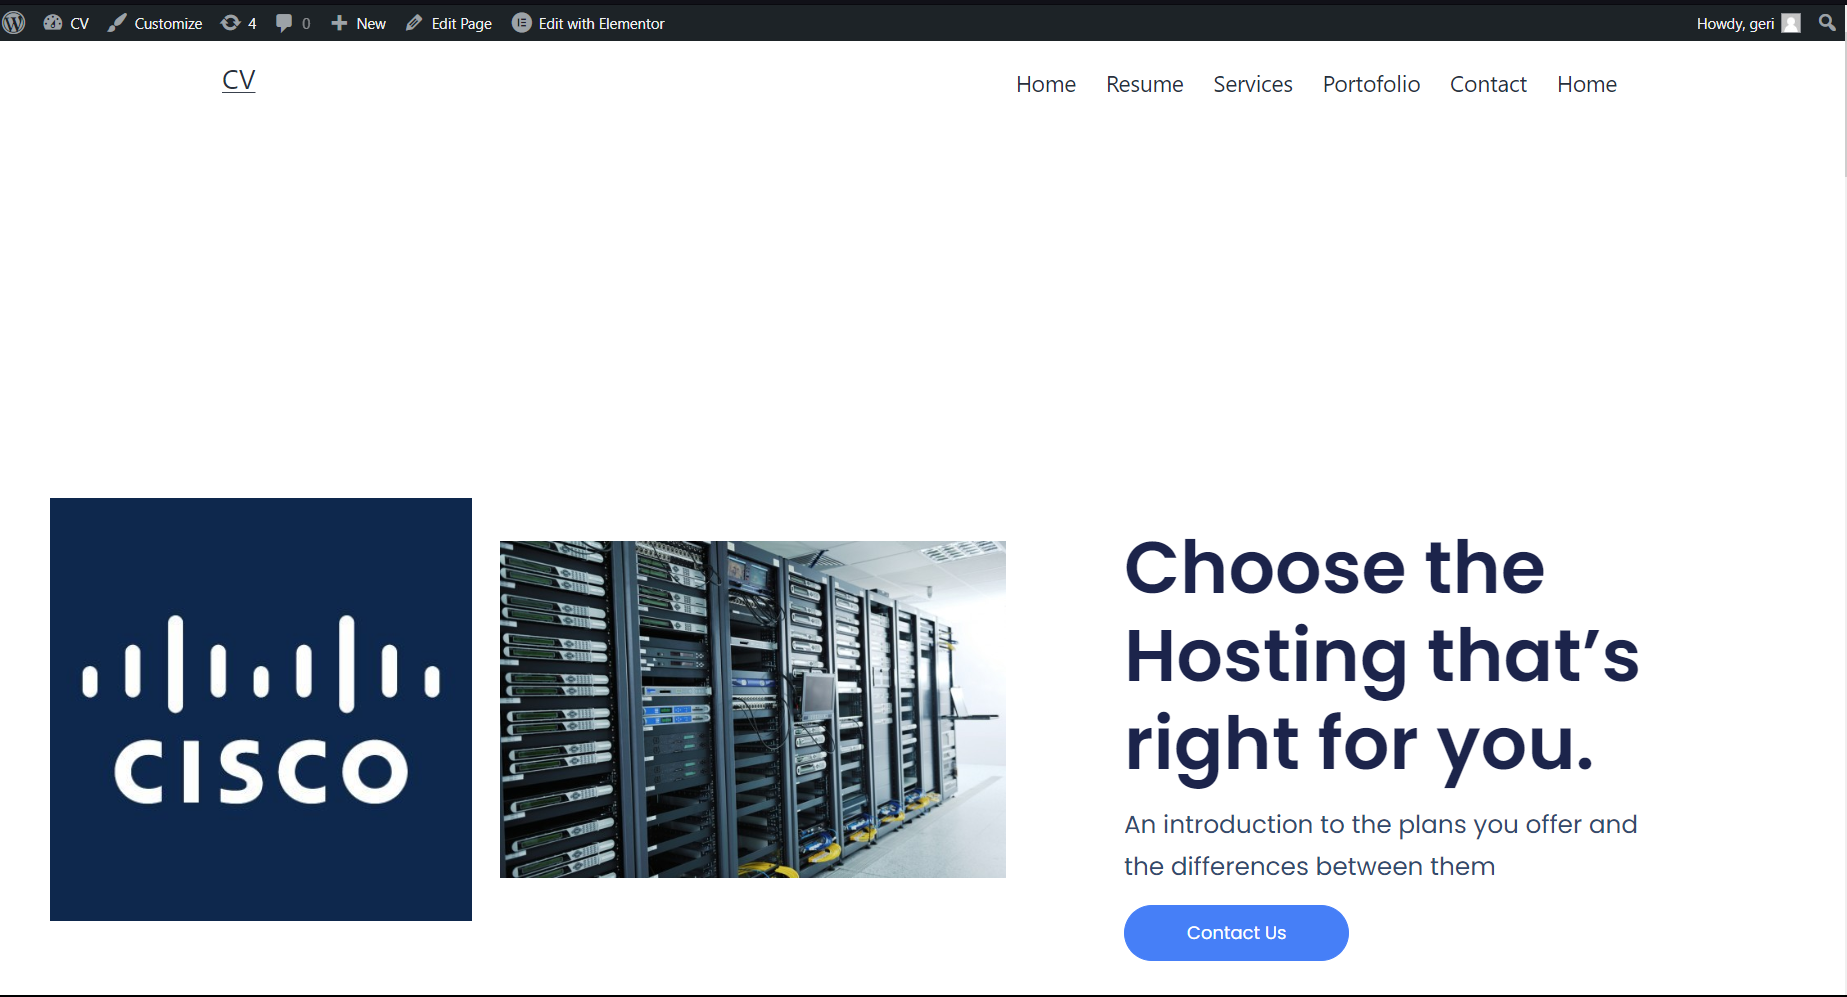 CV Customize 4 0 New Edit Page Edit with Elementor Howdy, geri
CV
Home Resume Services Portofolio Contact Home
CISCO
Choose the
Hosting that’s
right for you.
An introduction to the plans you offer and
the differences between them
Contact Us